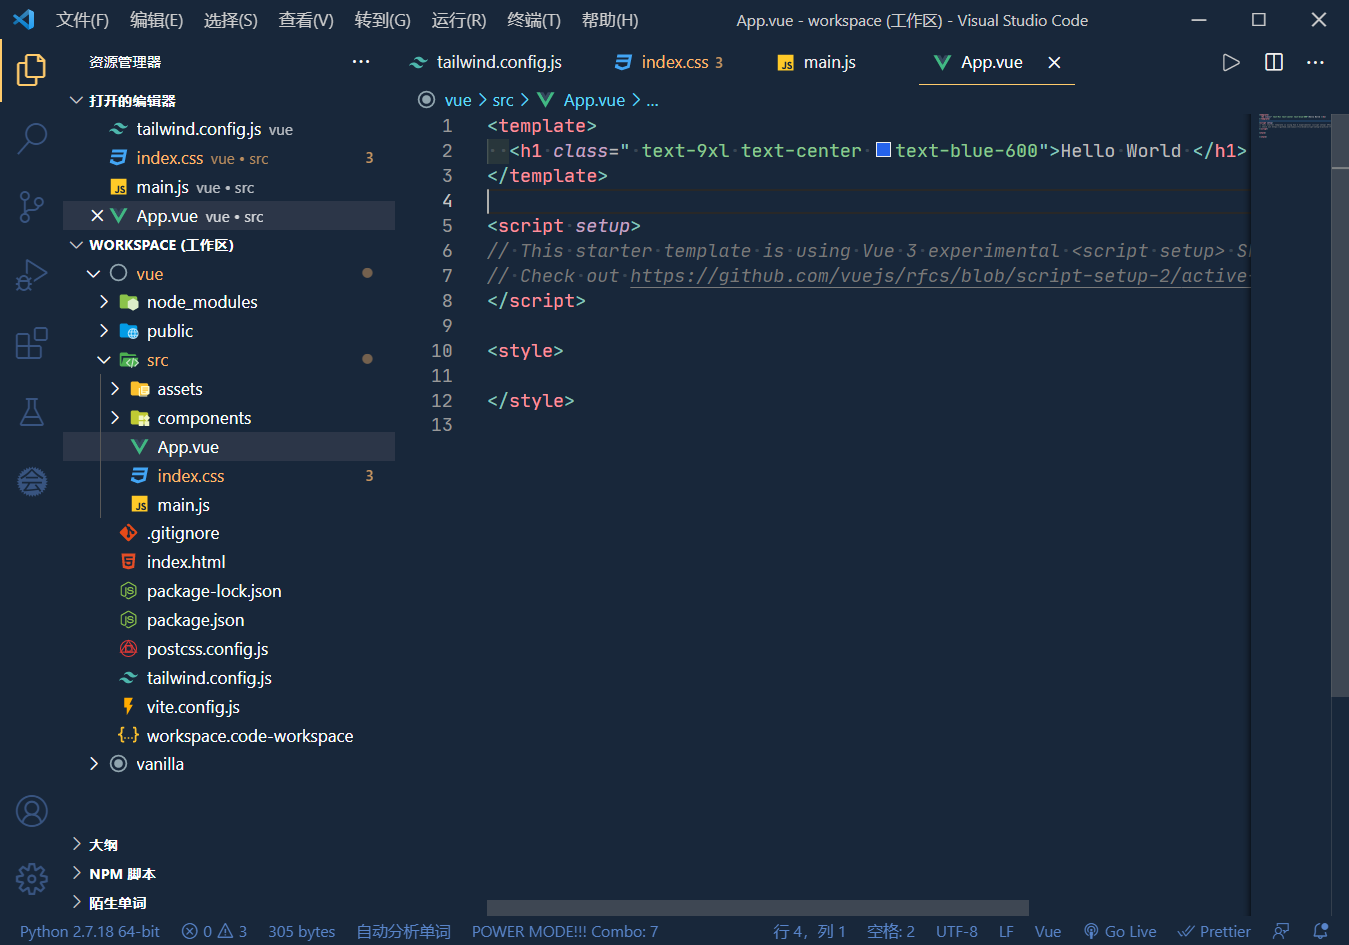 文件(F) 编辑(E) 选择(S) 查看(V) 转到(G) 运行(R) 终端(T) 帮助(H) App.vue - workspace (工作区) - Visual Studio Code
资源管理器
打开的编辑器
tailwind.config.js vue
index.css vue • src 3
main.js vue • src
App.vue vue • src
WORKSPACE (工作区)
vue
node_modules
public
src
assets
components
App.vue
index.css 3
main.js
.gitignore
index.html
package-lock.json
package.json
postcss.config.js
tailwind.config.js
vite.config.js
workspace.code-workspace
vanilla
大纲
NPM 脚本
陌生单词
tailwind.config.js index.css 3 main.js App.vue
vue > src > App.vue > ...
1 <template>
2 <h1 class=" text-9xl text-center text-blue-600">Hello World </h1>
3 </template>
4
5 <script setup>
6 // This starter template is using Vue 3 experimental <script setup>
7 // Check out https://github.com/vuejs/rfcs/blob/script-setup-2/active-
8 </script>
9
10 <style>
11
12 </style>
13
Python 2.7.18 64-bit 0 3 305 bytes 自动分析单词 POWER MODE!!! Combo: 7 行 4，列 1 空格: 2 UTF-8 LF Vue Go Live Prettier